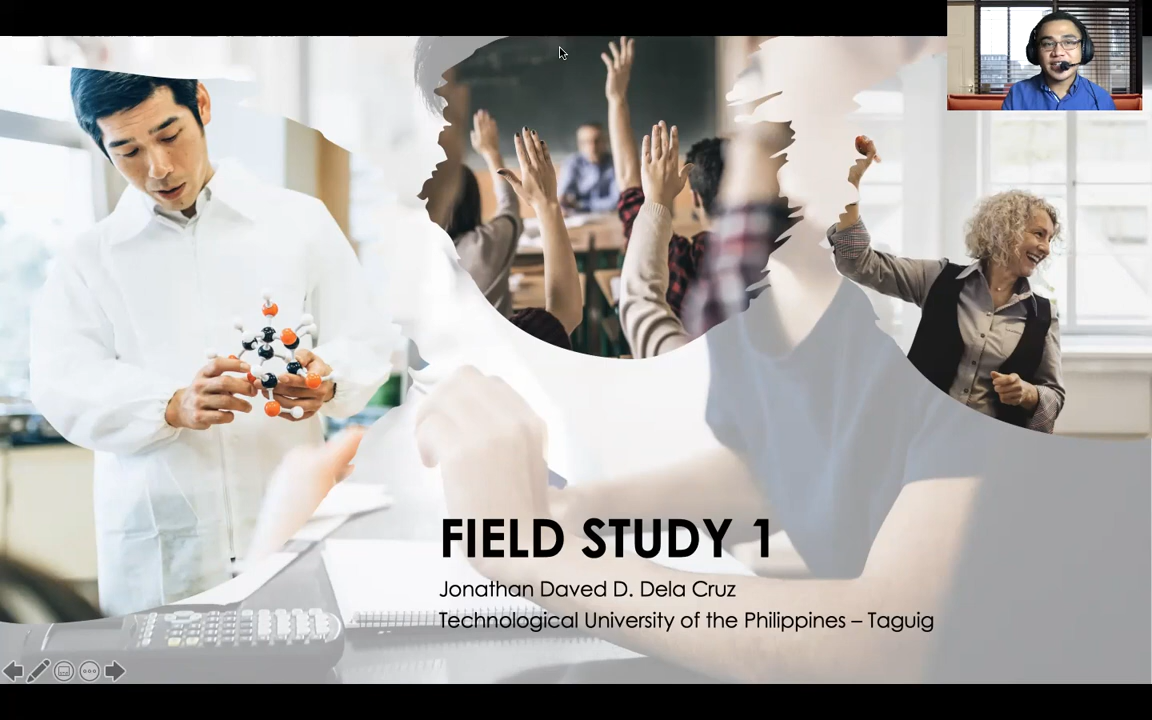 FIELD STUDY 1
Jonathan Daved D. Dela Cruz
Technological University of the Philippines – Taguig